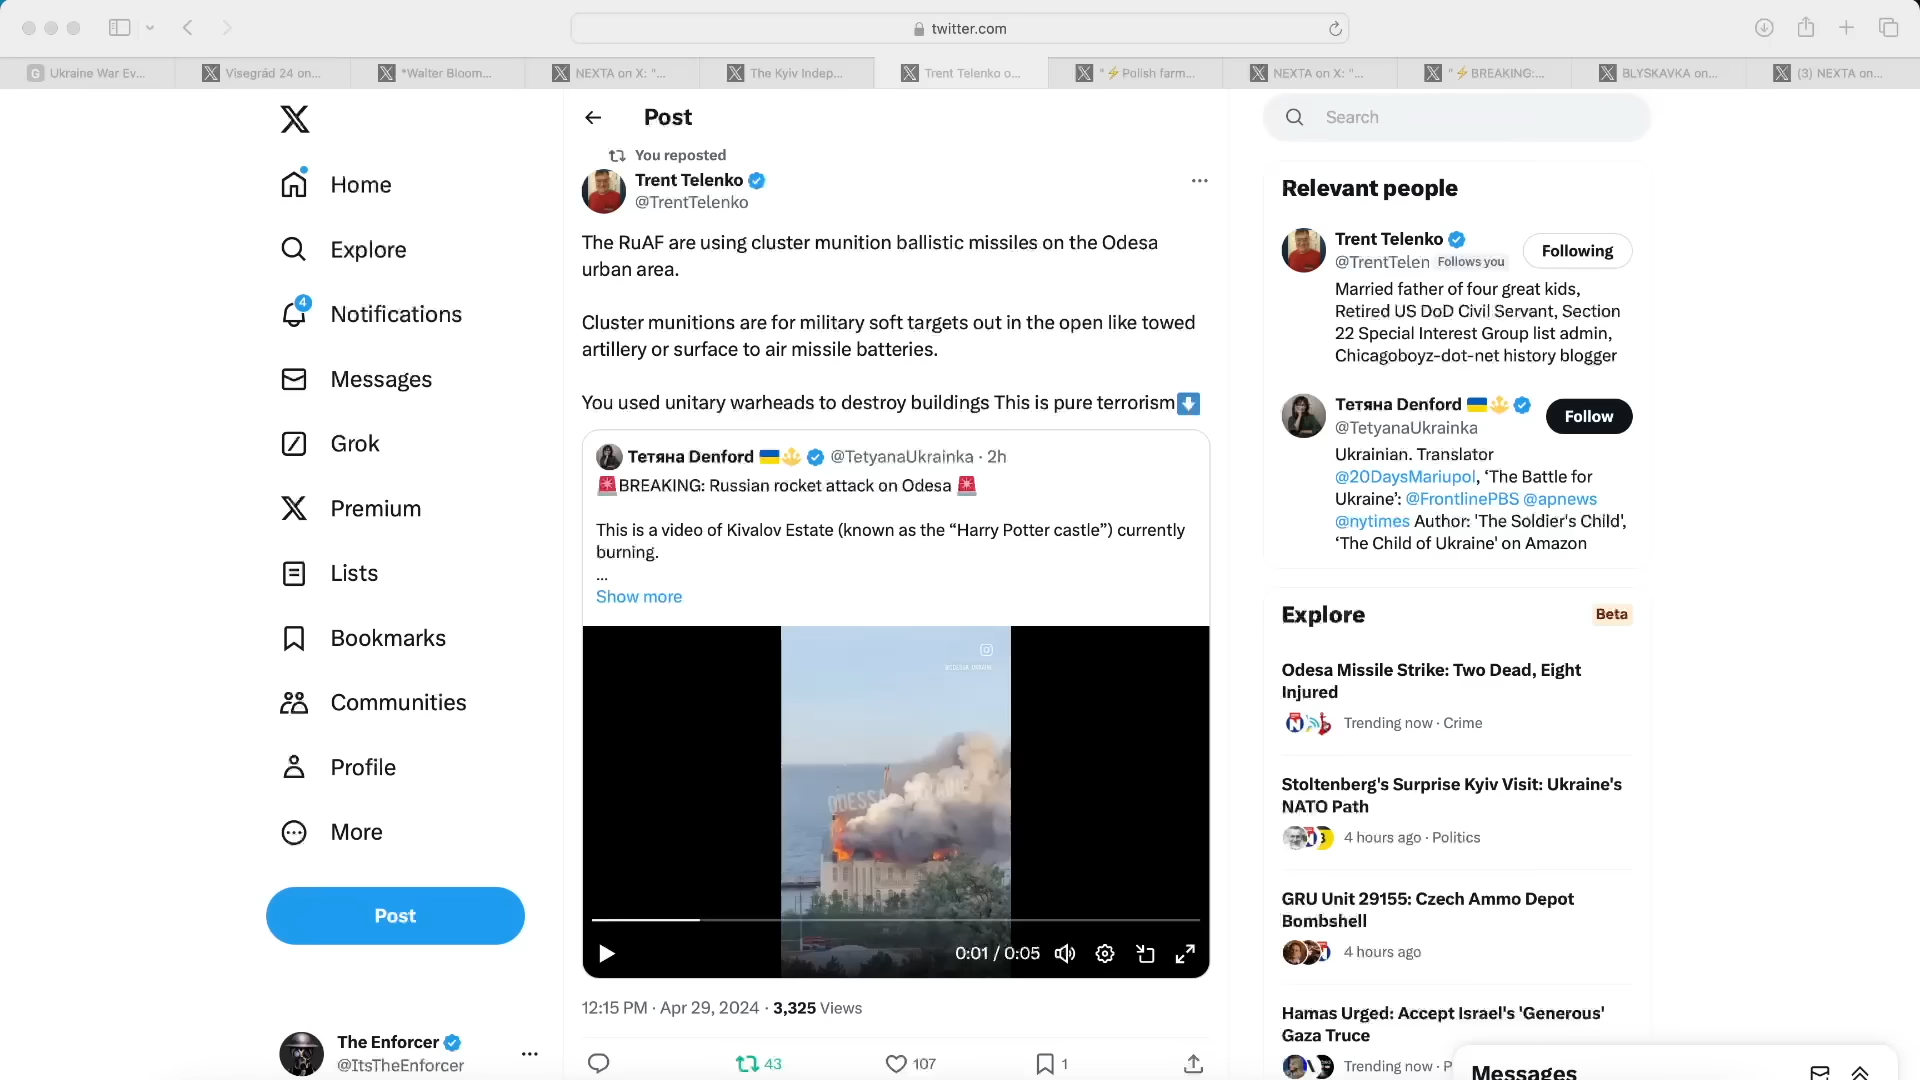 twitter.com
Ukraine War Ev...
Visegrád 24 on...
"Walter Bloom...
NEXTA on X: "...
The Kyiv Indep...
Trent Telenko o...
"⚡Polish farm...
NEXTA on X: "...
"⚡BREAKING:...
BLYSKAVKA on...
(3) NEXTA on...
Home
Explore
4
Notifications
Messages
Grok
Premium
Lists
Bookmarks
Communities
Profile
More
Post
The Enforcer
@ItsTheEnforcer
Post
You reposted
Trent Telenko
@TrentTelenko
The RuAF are using cluster munition ballistic missiles on the Odesa
urban area.
Cluster munitions are for military soft targets out in the open like towed
artillery or surface to air missile batteries.
You used unitary warheads to destroy buildings This is pure terrorism⬇️
Тетяна Denford 🇺🇦 @TetyanaUkrainka · 2h
🚨BREAKING: Russian rocket attack on Odesa 🚨
This is a video of Kivalov Estate (known as the “Harry Potter castle”) currently
burning.
...
Show more
ODESSA UKRAINE
0:01 / 0:05
12:15 PM · Apr 29, 2024 · 3,325 Views
43
107
1
Search
Relevant people
Trent Telenko
@TrentTelen Follows you
Following
Married father of four great kids,
Retired US DoD Civil Servant, Section
22 Special Interest Group list admin,
Chicagoboyz-dot-net history blogger
Тетяна Denford 🇺🇦
@TetyanaUkrainka
Follow
Ukrainian. Translator
@20DaysMariupol, ‘The Battle for
Ukraine’: @FrontlinePBS @apnews
@nytimes Author: 'The Soldier's Child',
‘The Child of Ukraine' on Amazon
Explore
Beta
Odesa Missile Strike: Two Dead, Eight
Injured
Trending now · Crime
Stoltenberg's Surprise Kyiv Visit: Ukraine's
NATO Path
4 hours ago · Politics
GRU Unit 29155: Czech Ammo Depot
Bombshell
4 hours ago
Hamas Urged: Accept Israel's 'Generous'
Gaza Truce
Trending now · P
Messages